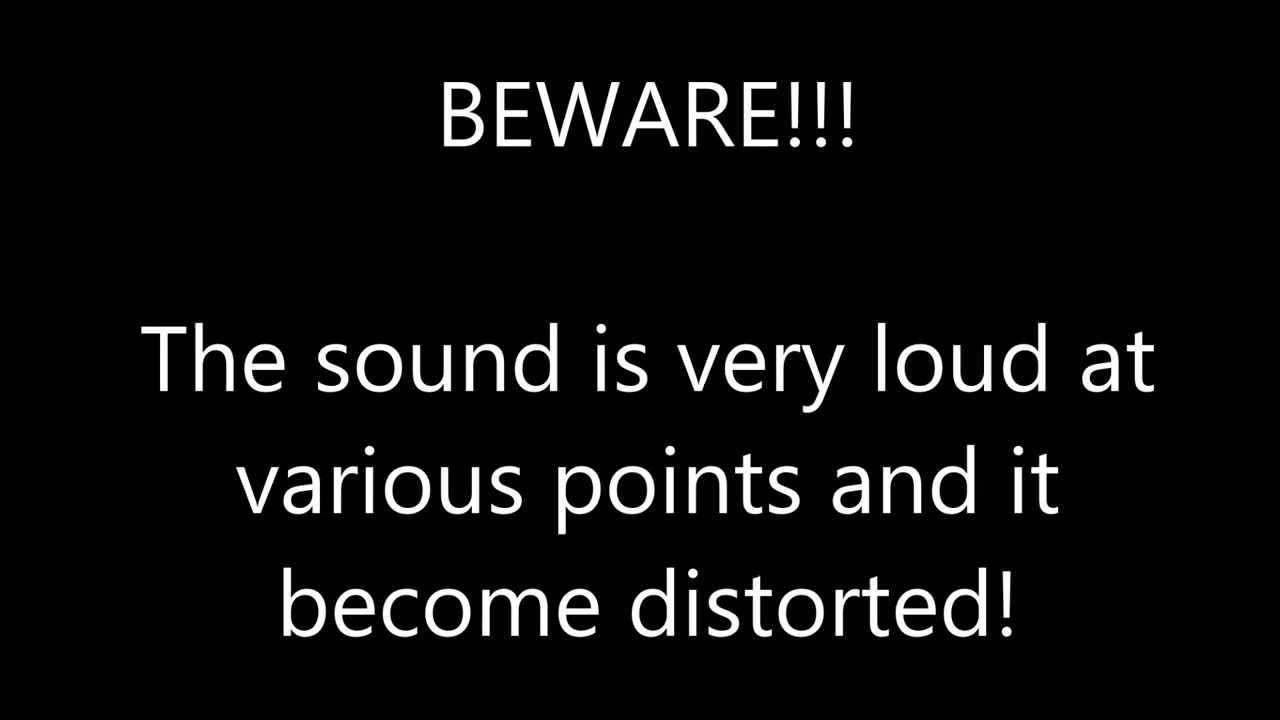 BEWARE!!!
The sound is very loud at
various points and it
become distorted!